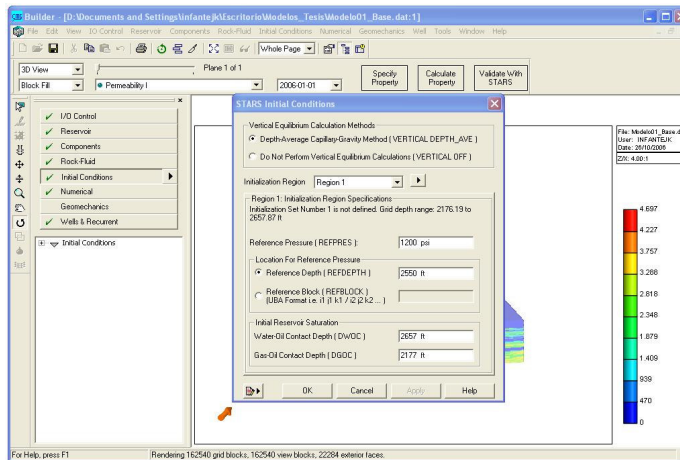 Builder - [D:\Documents and Settings\infantejk\Escritorio\Modelos_Tesis\Modelo01_Base.dat:1]
File Edit View IO Control Reservoir Components Rock-Fluid Initial Conditions Numerical Geomechanics Well Tools Window Help
Whole Page
3D View
Plane 1 of 1
Block Fill
Permeability I
2006-01-01
Specify Property
Calculate Property
Validate With STARS
I/O Control
Reservoir
Components
Rock-Fluid
Initial Conditions
Numerical
Geomechanics
Wells & Recurrent
Initial Conditions
STARS Initial Conditions
Vertical Equilibrium Calculation Methods
Depth-Average Capillary-Gravity Method ( VERTICAL DEPTH_AVE )
Do Not Perform Vertical Equilibrium Calculations ( VERTICAL OFF )
Initialization Region
Region 1
Region 1: Initialization Region Specifications
Initialization Set Number 1 is not defined. Grid depth range: 2176.19 to
2657.87 ft
Reference Pressure ( REFPRES ):
1200 psi
Location For Reference Pressure
Reference Depth ( REFDEPTH )
2550 ft
Reference Block ( REFBLOCK )
(UBA Format i.e. i1 j1 k1 / i2 j2 k2 ... )
Initial Reservoir Saturation
Water-Oil Contact Depth ( DWOC )
2657 ft
Gas-Oil Contact Depth ( DGOC )
2177 ft
OK
Cancel
Apply
Help
File: Modelo01_Base.d
User: INFANTEJK
Date: 26/10/2006
Z/X: 4.00:1
4.697
4.227
3.757
3.288
2.818
2.348
1.879
1.409
939
470
0
For Help, press F1
Rendering 162540 grid blocks, 162540 view blocks, 22284 exterior faces.